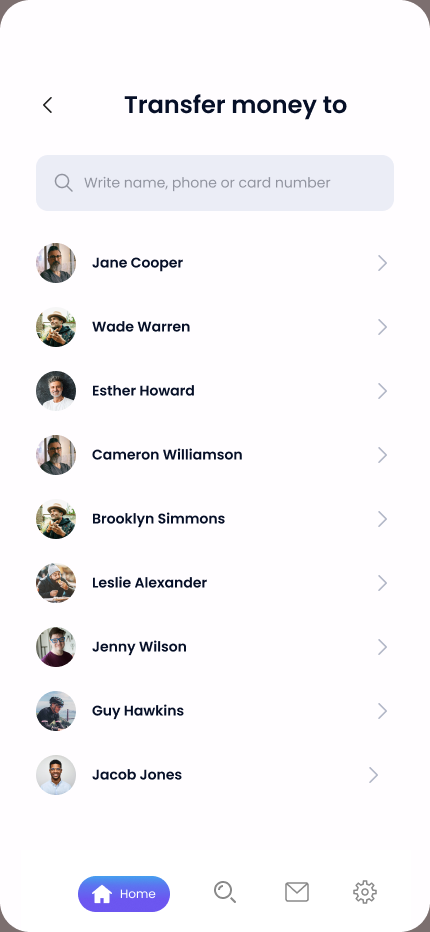 Transfer money to
Write name, phone or card number
Jane Cooper
Wade Warren
Esther Howard
Cameron Williamson
Brooklyn Simmons
Leslie Alexander
Jenny Wilson
Guy Hawkins
Jacob Jones
Home